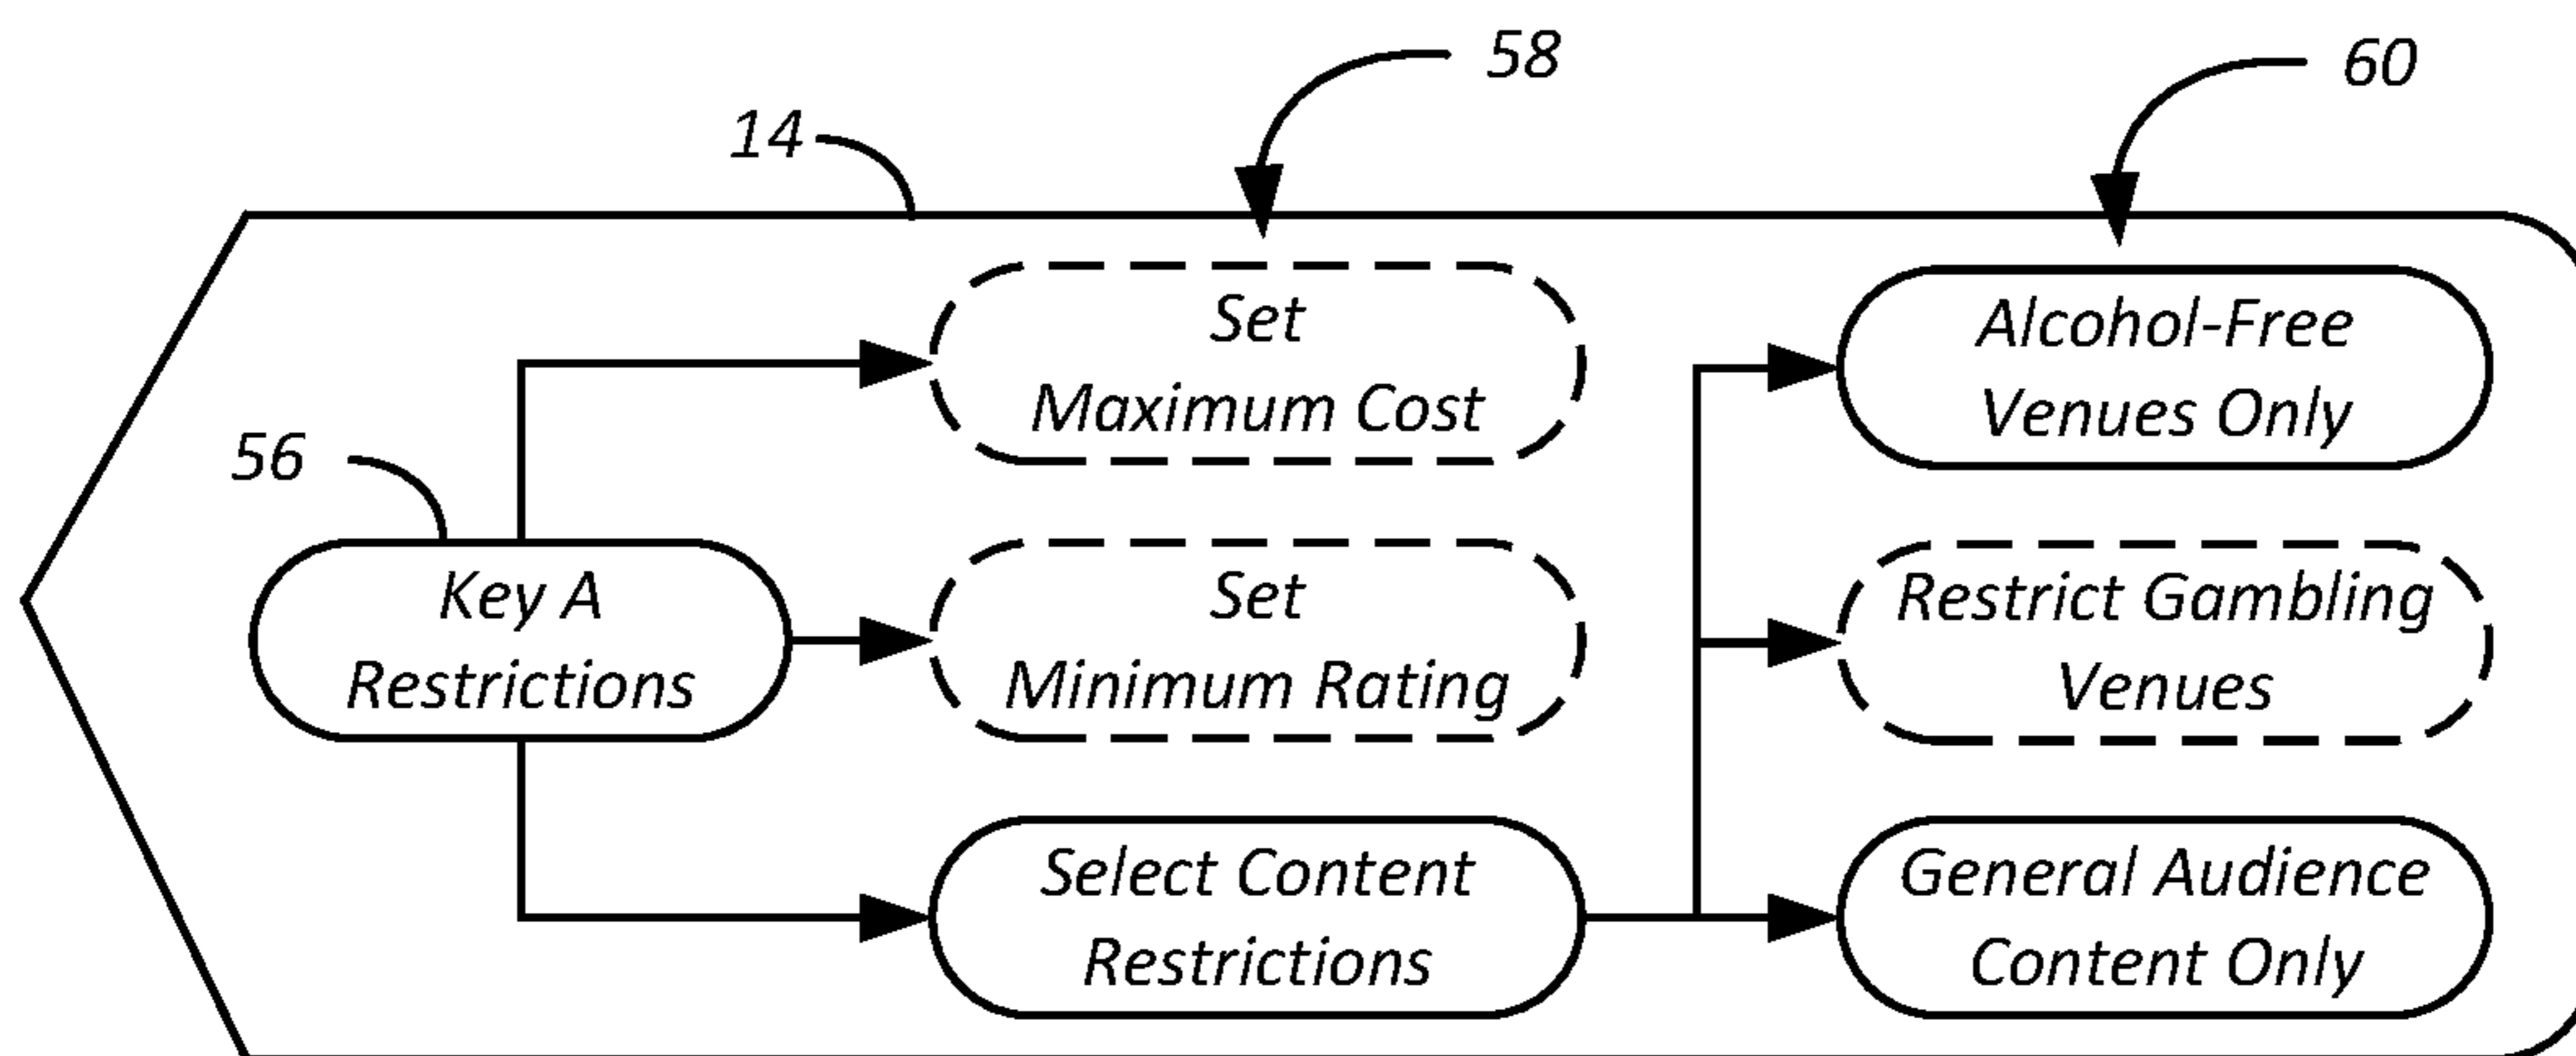 58
60
14
Set
Maximum Cost
Alcohol-Free
Venues Only
56
Key A
Restrictions
Set
Minimum Rating
Restrict Gambling
Venues
Select Content
Restrictions
General Audience
Content Only